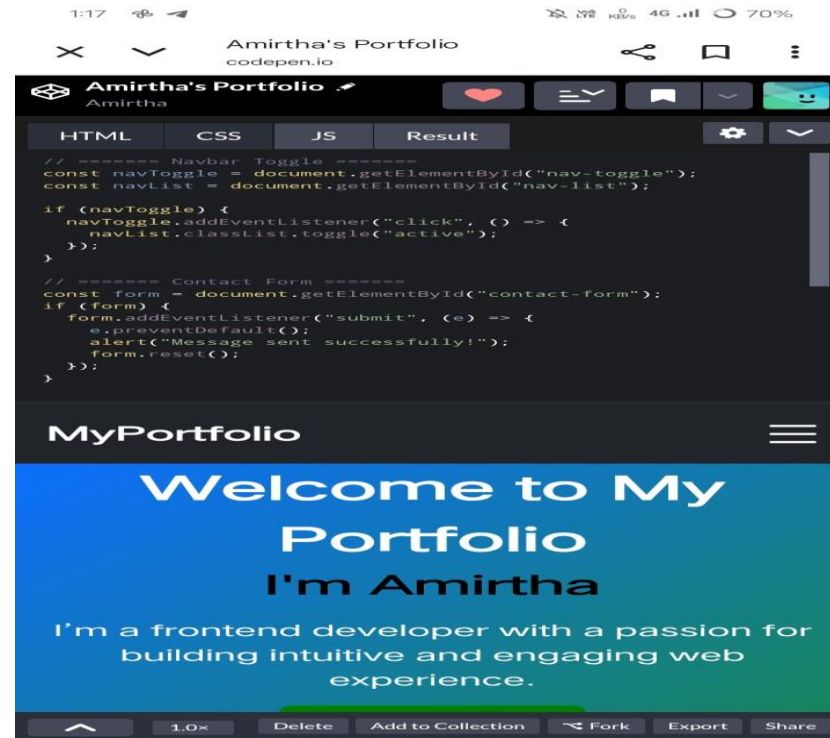 1:17 VoLTE 0 KB/s 4G 70%
Amirtha's Portfolio
codepen.io
Amirtha's Portfolio
Amirtha
HTML CSS JS Result
// ======= Navbar Toggle =======
const navToggle = document.getElementById("nav-toggle");
const navList = document.getElementById("nav-list");
if (navToggle) {
navToggle.addEventListener("click", () => {
navList.classList.toggle("active");
});
}
// ======= Contact Form =======
const form = document.getElementById("contact-form");
if (form) {
form.addEventListener("submit", (e) => {
e.preventDefault();
alert("Message sent successfully!");
form.reset();
});
}
MyPortfolio
Welcome to My
Portfolio
I'm Amirtha
I'm a frontend developer with a passion for
building intuitive and engaging web
experience.
1.0× Delete Add to Collection Fork Export Share